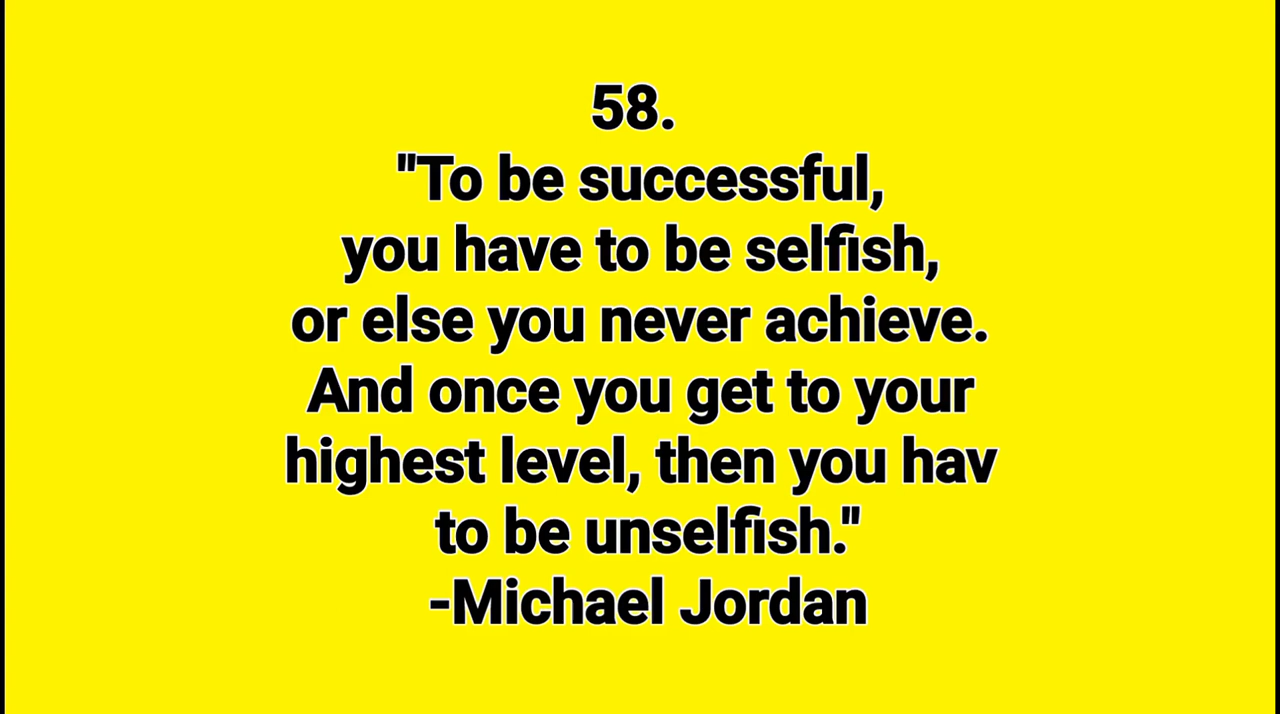 58.
"To be successful,
you have to be selfish,
or else you never achieve.
And once you get to your
highest level, then you hav
to be unselfish."
-Michael Jordan